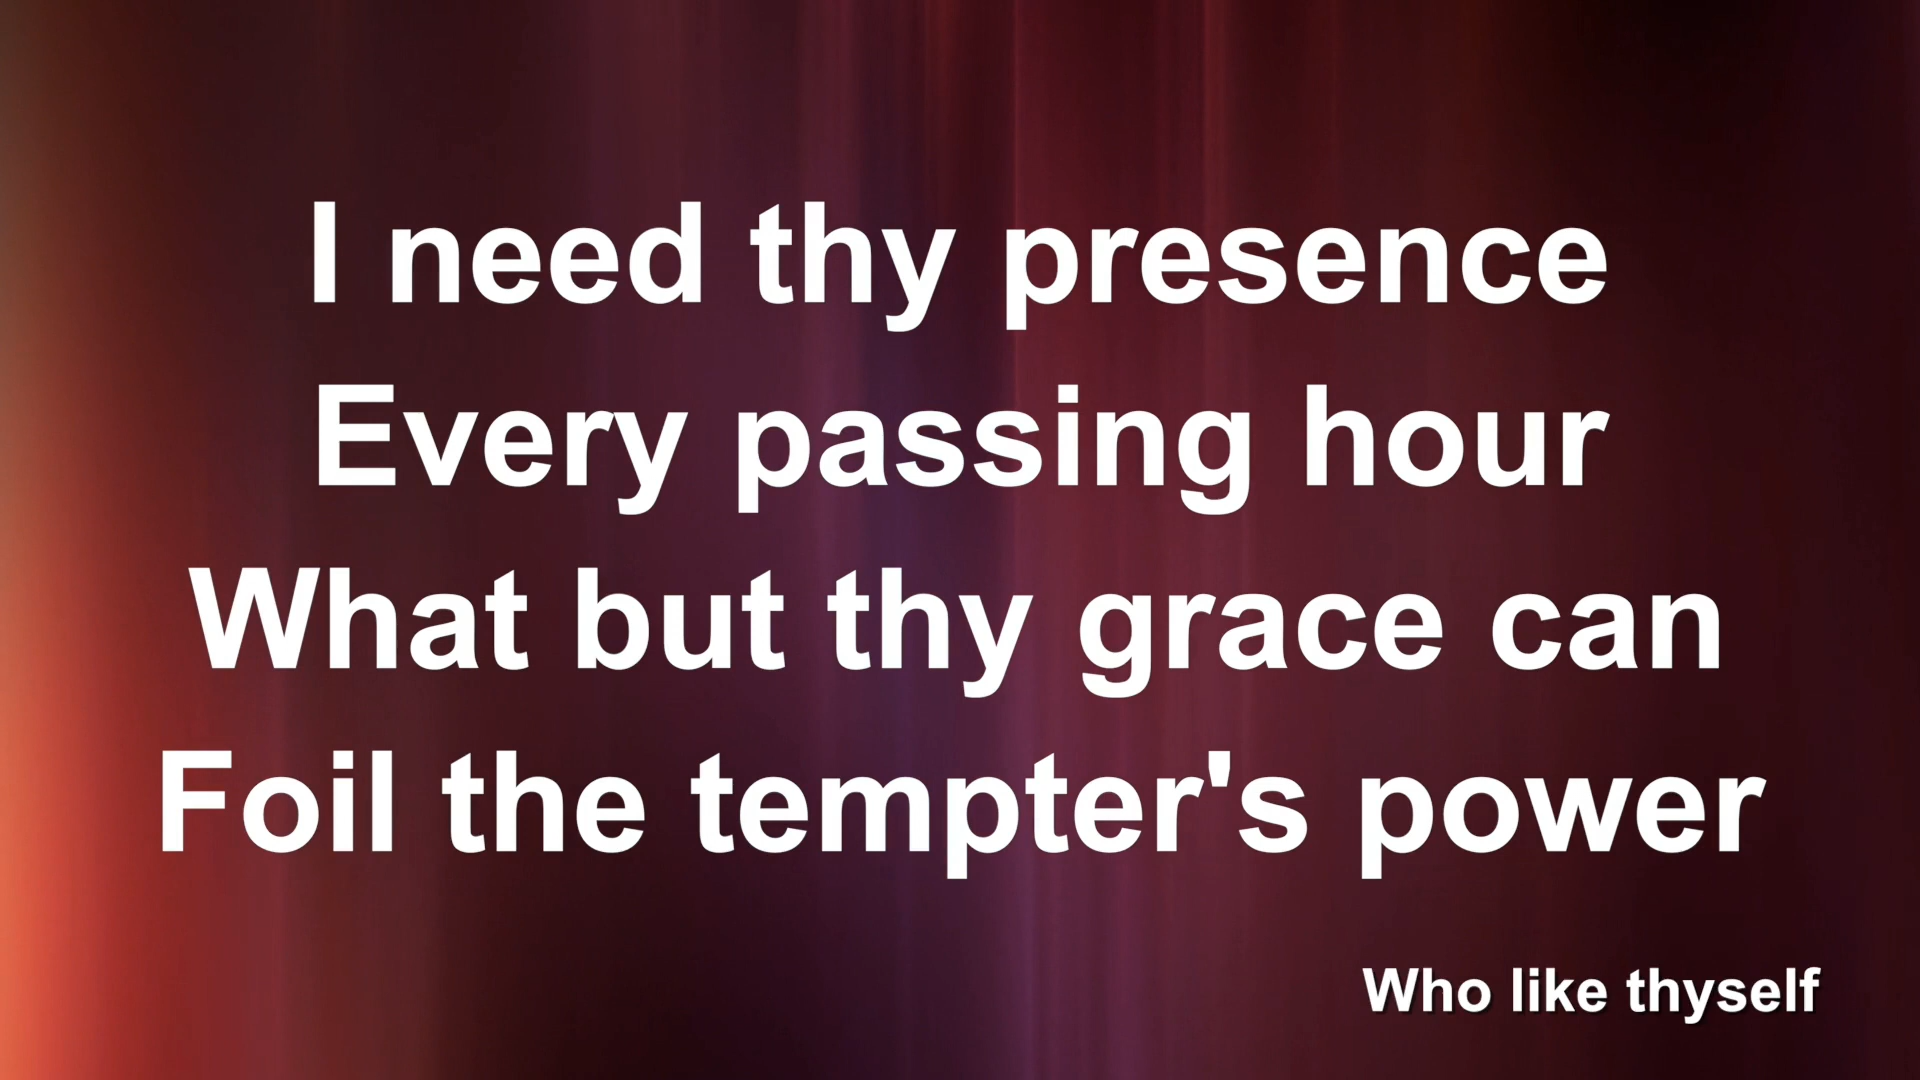 I need thy presence
Every passing hour
What but thy grace can
Foil the tempter's power
Who like thyself